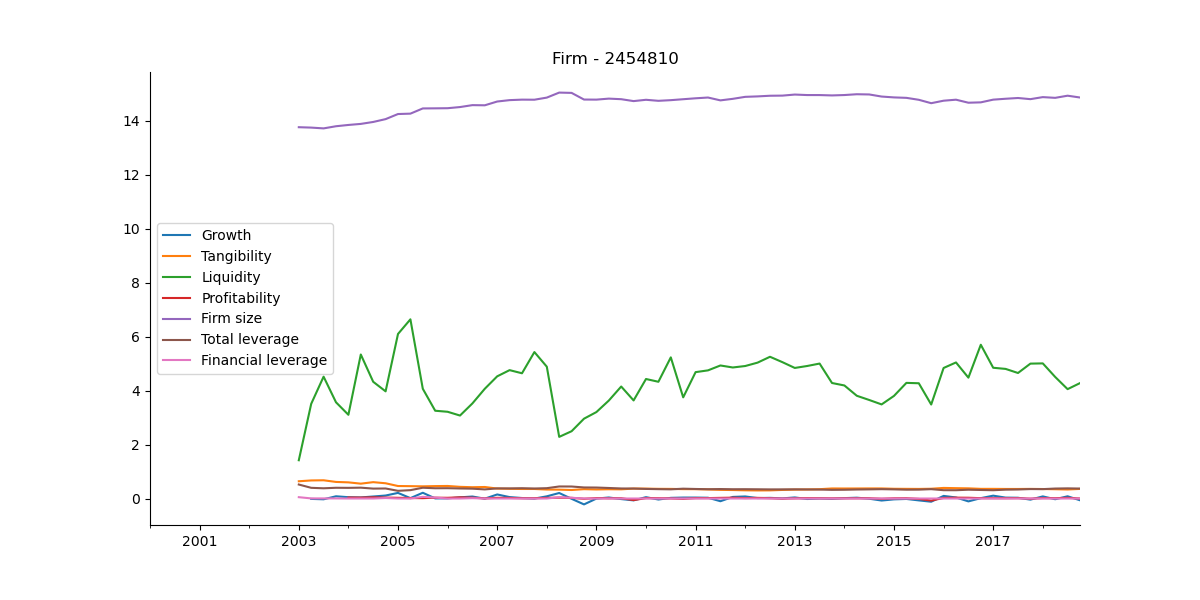 Firm - 2454810
14
12
10
8
6
4
2
0
Growth
Tangibility
Liquidity
Profitability
Firm size
Total leverage
Financial leverage
2001 2003 2005 2007 2009 2011 2013 2015 2017